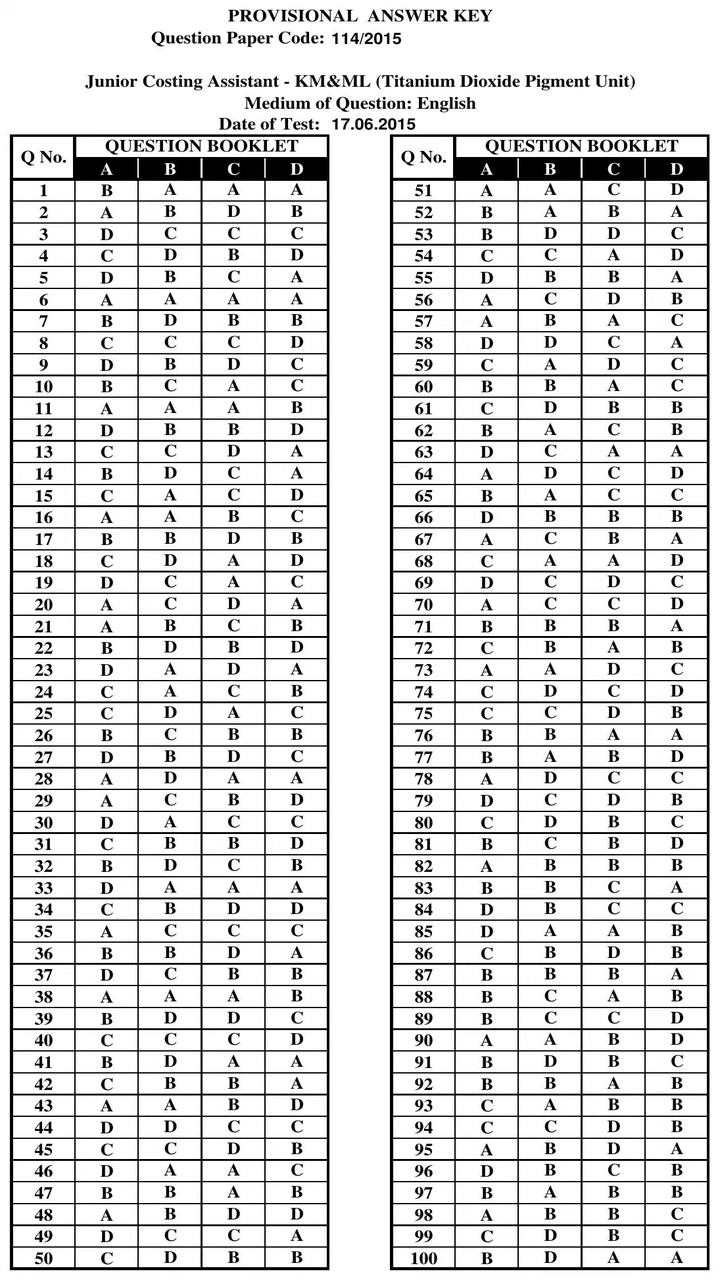 PROVISIONAL ANSWER KEY
Question Paper Code: 114/2015
Junior Costing Assistant - KM&ML (Titanium Dioxide Pigment Unit)
Medium of Question: English
Date of Test: 17.06.2015
Q No. QUESTION BOOKLET
A B C D
1 B A A A
2 A B D B
3 D C C C
4 C D B D
5 D B C A
6 A A A A
7 B D B B
8 C C C D
9 D B D C
10 B C A C
11 A A A B
12 D B B D
13 C C D A
14 B D C A
15 C A C D
16 A A B C
17 B B D B
18 C D A D
19 D C A C
20 A C D A
21 A B C B
22 B D B D
23 D A D A
24 C A C B
25 C D A C
26 B C B B
27 D B D C
28 A D A A
29 A C B D
30 D A C C
31 C B B D
32 B D C B
33 D A A A
34 C B D D
35 A C C C
36 B B D A
37 D C B B
38 A A A B
39 B D D C
40 C C C D
41 B D A A
42 C B B A
43 A A B D
44 D D C C
45 C C D B
46 D A A C
47 B B A B
48 A B D D
49 D C C A
50 C D B B
Q No. QUESTION BOOKLET
A B C D
51 A A C D
52 B A B A
53 B D D C
54 C C A D
55 D B B A
56 A C D B
57 A B A C
58 D D C A
59 C A D C
60 B B A C
61 C D B B
62 B A C B
63 D C A A
64 A D C D
65 B A C C
66 D B B B
67 A C B A
68 C A A D
69 D C D C
70 A C C D
71 B B B A
72 C B A B
73 A A D C
74 C D C D
75 C C D B
76 B B A A
77 B A B D
78 A D C C
79 D C D B
80 C D B C
81 B C B D
82 A B B B
83 B B C A
84 D B C C
85 D A A B
86 C B D B
87 B B B A
88 B C A B
89 B C C D
90 A A B D
91 B D B C
92 B B A B
93 C A B B
94 C C D B
95 A B D A
96 D B C B
97 B A B B
98 A B B C
99 C D B C
100 B D A A